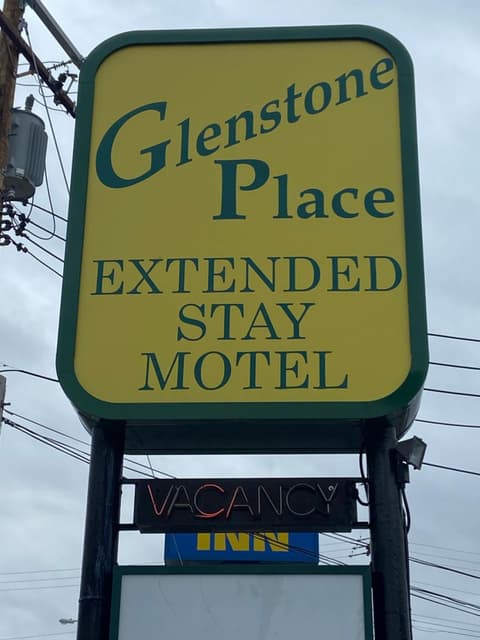 Glenstone
Place
EXTENDED
STAY
MOTEL
VACANCY
INN